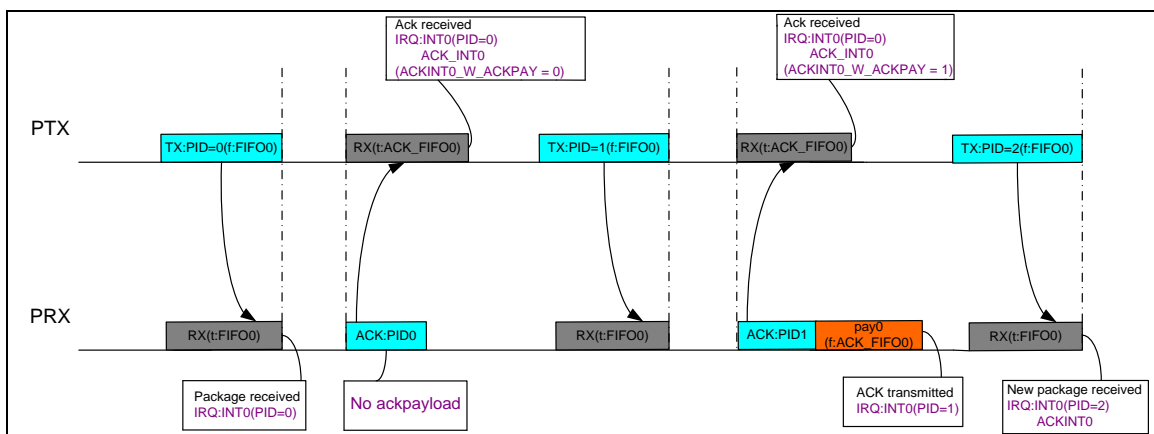 Ack received
IRQ:INT0(PID=0)
ACK_INT0
(ACKINT0_W_ACKPAY = 0)
Ack received
IRQ:INT0(PID=0)
ACK_INT0
(ACKINT0_W_ACKPAY = 1)
PTX
TX:PID=0(f:FIFO0)
RX(t:ACK_FIFO0)
TX:PID=1(f:FIFO0)
RX(t:ACK_FIFO0)
TX:PID=2(f:FIFO0)
PRX
RX(t:FIFO0)
ACK:PID0
RX(t:FIFO0)
ACK:PID1
pay0
(f:ACK_FIFO0)
RX(t:FIFO0)
Package received
IRQ:INT0(PID=0)
No ackpayload
ACK transmitted
IRQ:INT0(PID=1)
New package received
IRQ:INT0(PID=2)
ACKINT0